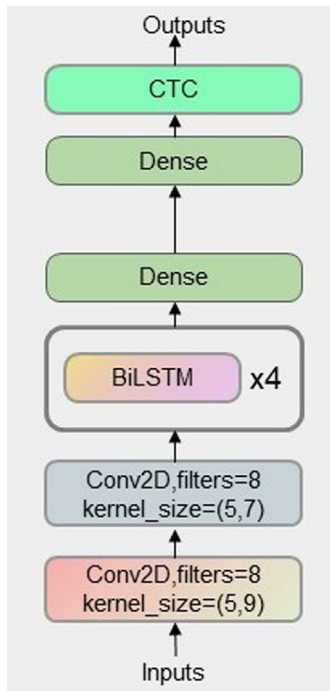 Outputs
CTC
Dense
Dense
BiLSTM x4
Conv2D,filters=8
kernel_size=(5,7)
Conv2D,filters=8
kernel_size=(5,9)
Inputs